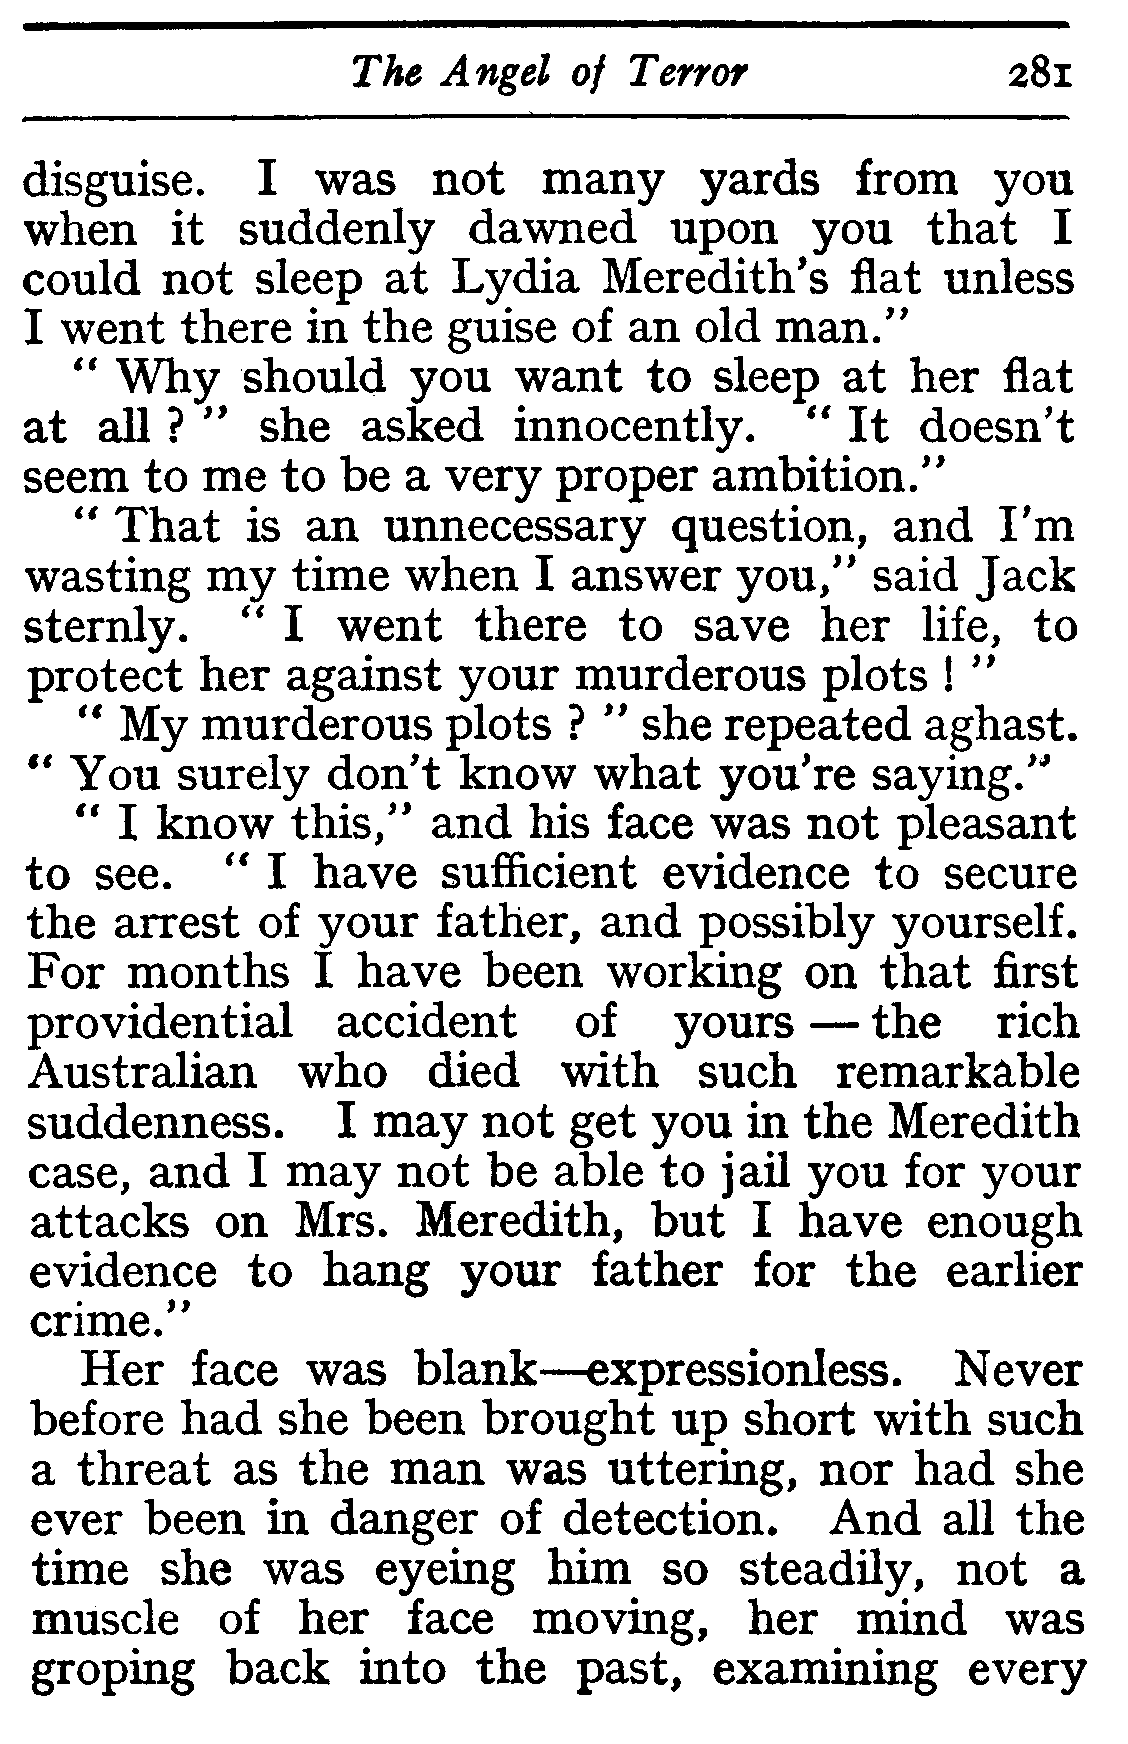 The Angel of Terror 281
disguise. I was not many yards from you
when it suddenly dawned upon you that I
could not sleep at Lydia Meredith's flat unless
I went there in the guise of an old man."
" Why should you want to sleep at her flat
at all ? " she asked innocently. " It doesn't
seem to me to be a very proper ambition."
" That is an unnecessary question, and I'm
wasting my time when I answer you," said Jack
sternly. " I went there to save her life, to
protect her against your murderous plots ! "
" My murderous plots ? " she repeated aghast.
" You surely don't know what you're saying."
" I know this," and his face was not pleasant
to see. " I have sufficient evidence to secure
the arrest of your father, and possibly yourself.
For months I have been working on that first
providential accident of yours — the rich
Australian who died with such remarkable
suddenness. I may not get you in the Meredith
case, and I may not be able to jail you for your
attacks on Mrs. Meredith, but I have enough
evidence to hang your father for the earlier
crime."
Her face was blank—expressionless. Never
before had she been brought up short with such
a threat as the man was uttering, nor had she
ever been in danger of detection. And all the
time she was eyeing him so steadily, not a
muscle of her face moving, her mind was
groping back into the past, examining every